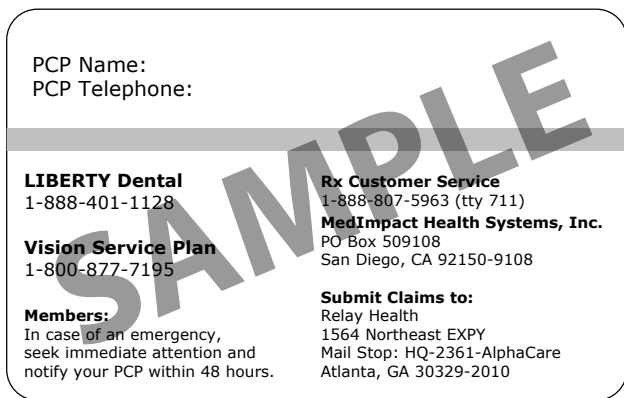 PCP Name:
PCP Telephone:
SAMPLE
LIBERTY Dental
1-888-401-1128
Vision Service Plan
1-800-877-7195
Members:
In case of an emergency,
seek immediate attention and
notify your PCP within 48 hours.
Rx Customer Service
1-888-807-5963 (tty 711)
MedImpact Health Systems, Inc.
PO Box 509108
San Diego, CA 92150-9108
Submit Claims to:
Relay Health
1564 Northeast EXPY
Mail Stop: HQ-2361-AlphaCare
Atlanta, GA 30329-2010